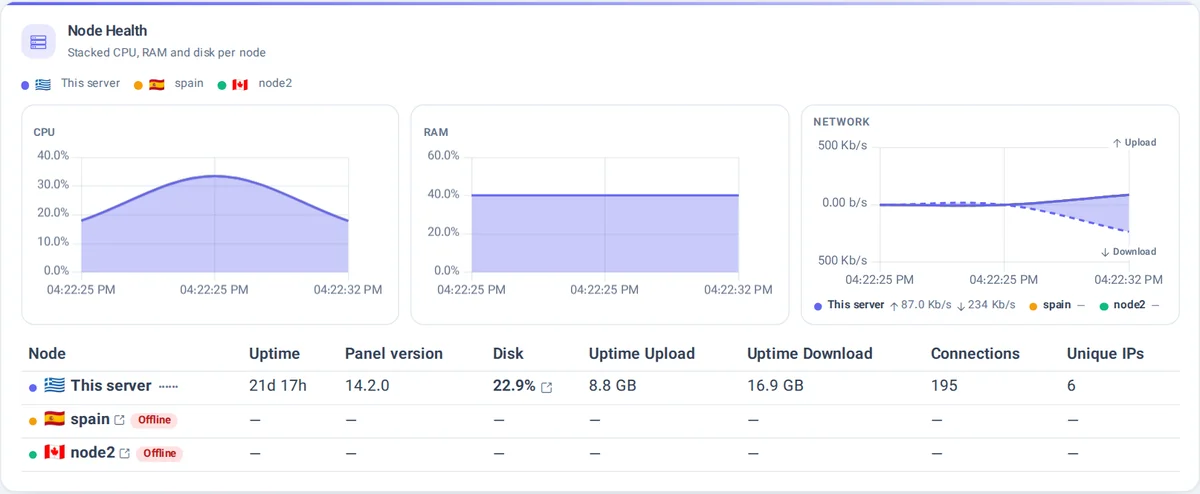 Node Health
Stacked CPU, RAM and disk per node
This server spain node2
CPU
40.0%
30.0%
20.0%
10.0%
0.0%
04:22:25 PM 04:22:25 PM 04:22:32 PM
RAM
60.0%
40.0%
20.0%
0.0%
04:22:25 PM 04:22:25 PM 04:22:32 PM
NETWORK
↑ Upload
500 Kb/s
0.00 b/s
500 Kb/s
↓ Download
04:22:25 PM 04:22:25 PM 04:22:32 PM
This server ↑ 87.0 Kb/s ↓ 234 Kb/s spain — node2 —
Node Uptime Panel version Disk Uptime Upload Uptime Download Connections Unique IPs
This server 21d 17h 14.2.0 22.9% 8.8 GB 16.9 GB 195 6
spain Offline — — — — — — —
node2 Offline — — — — — — —